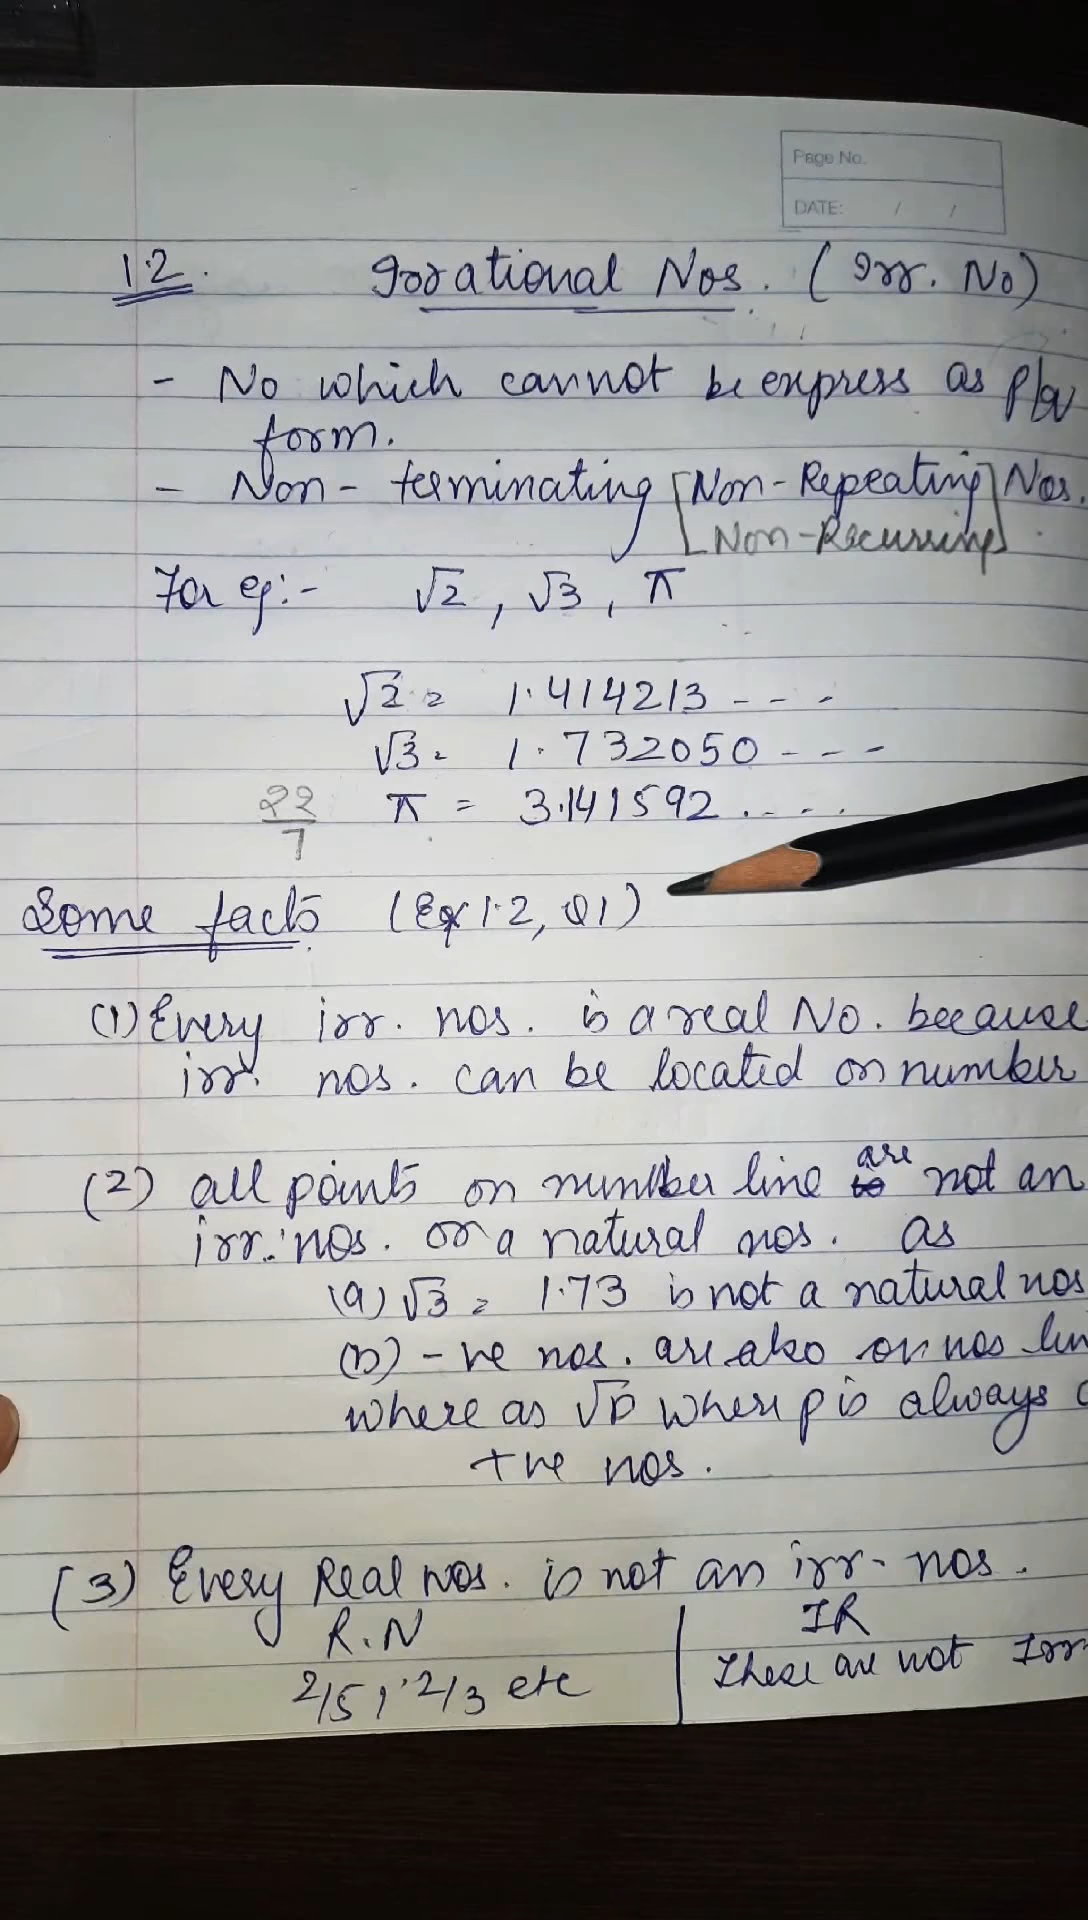 Page No.
DATE: / /
1.2. Irrational Nos. (Irr. No)
- No which cannot be express as p/q
form.
- Non-terminating [Non-Repeating] Nos.
[Non-Recurring]
For eg:- √2, √3, π
√2 = 1.414213 - - -
√3 = 1.732050 - - -
22/7 π = 3.141592 . . . .
Some facts (Ex 1.2, Q1)
(1) Every irr. nos. is a real No. because
irr. nos. can be located on number
(2) all points on number line are not an
irr. nos. or a natural nos. as
(a) √3 = 1.73 is not a natural nos
(b) -ve nos. are also on nos
where as √p where p is always
+ve nos.
(3) Every Real nos. is not an irr- nos.
R.N | IR
2/5, 2/3 etc | These are not Irr